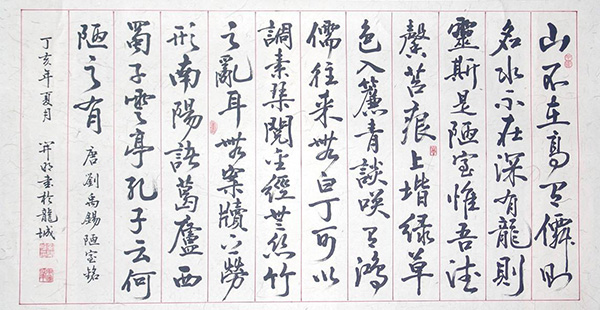 山不在高有僊則
名水不在深有龍則
靈斯是陋室惟吾德
馨苔痕上堦綠草
色入簾青談咲有鴻
儒往來無白丁可以
調素琴閱金經無絲竹
之亂耳無案牘之勞
形南陽諸葛廬西
蜀子雲亭孔子云何
陋之有
唐劉禹錫陋室銘
丁亥年夏月 書於龍城